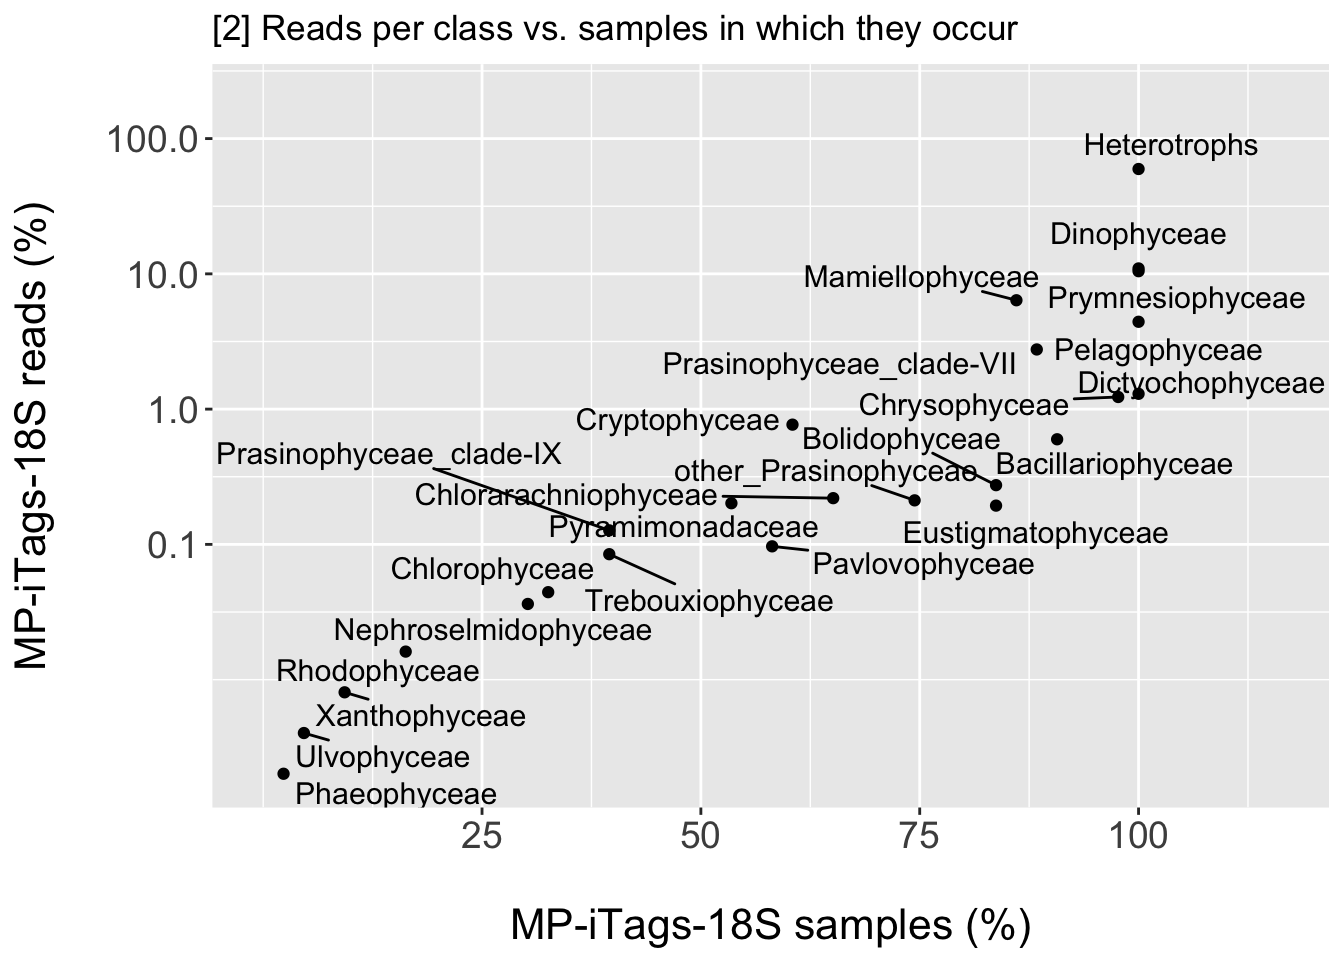 [2] Reads per class vs. samples in which they occur
MP-iTags-18S reads (%)
100.0
10.0
1.0
0.1
Heterotrophs
Dinophyceae
Mamiellophyceae
Prymnesiophyceae
Pelagophyceae
Prasinophyceae_clade-VII
Dictyochophyceae
Chrysophyceae
Cryptophyceae
Bolidophyceae
Prasinophyceae_clade-IX
Bacillariophyceae
other_Prasinophyceae
Chlorarachniophyceae
Pyramimonadaceae
Eustigmatophyceae
Pavlovophyceae
Chlorophyceae
Trebouxiophyceae
Nephroselmidophyceae
Rhodophyceae
Xanthophyceae
Ulvophyceae
Phaeophyceae
25
50
75
100
MP-iTags-18S samples (%)